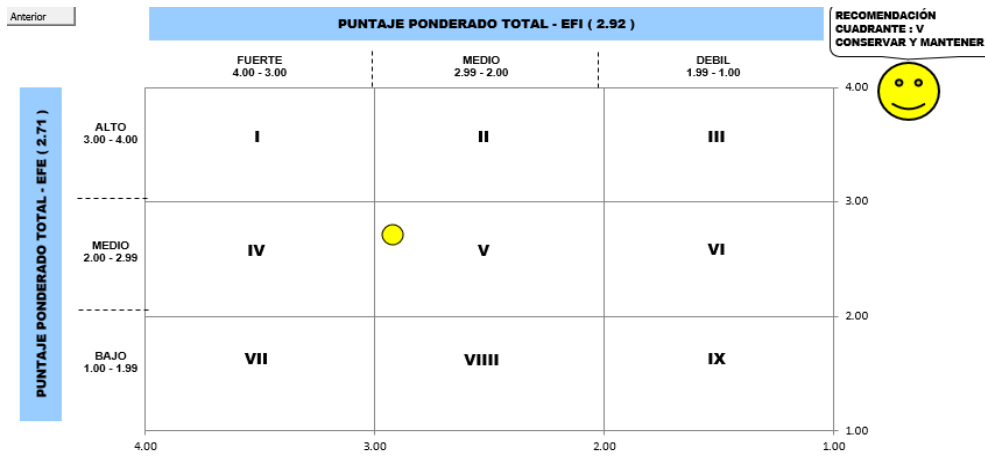 Anterior
PUNTAJE PONDERADO TOTAL - EFI ( 2.92 )
RECOMENDACIÓN
CUADRANTE : V
CONSERVAR Y MANTENER
FUERTE
4.00 - 3.00
MEDIO
2.99 - 2.00
DEBIL
1.99 - 1.00
PUNTAJE PONDERADO TOTAL - EFE ( 2.71 )
4.00
ALTO
3.00 - 4.00
I
II
III
3.00
MEDIO
2.00 - 2.99
IV
V
VI
2.00
BAJO
1.00 - 1.99
VII
VIIII
IX
1.00
4.00
3.00
2.00
1.00